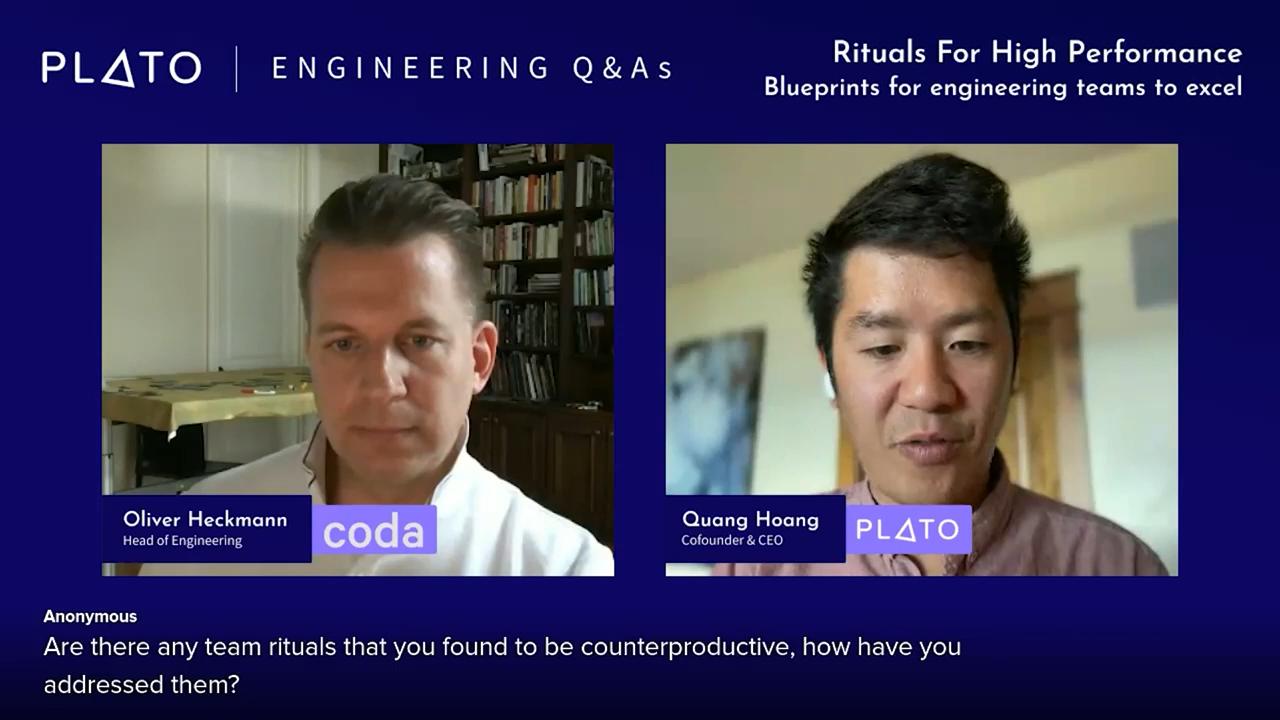 PLATO | ENGINEERING Q&As
Rituals For High Performance
Blueprints for engineering teams to excel
Oliver Heckmann
Head of Engineering
coda
Quang Hoang
Cofounder & CEO
PLATO
Anonymous
Are there any team rituals that you found to be counterproductive, how have you
addressed them?